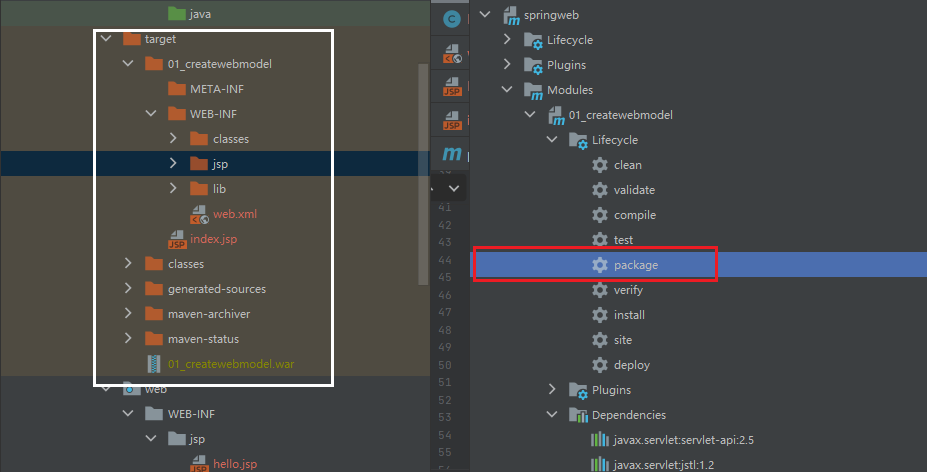 java
target
01_createwebmodel
META-INF
WEB-INF
classes
jsp
lib
web.xml
index.jsp
classes
generated-sources
maven-archiver
maven-status
01_createwebmodel.war
web
WEB-INF
jsp
hello.jsp
C
JSP
JSP
m
41
42
43
44
45
46
47
48
49
50
51
52
53
54
springweb
Lifecycle
Plugins
Modules
01_createwebmodel
Lifecycle
clean
validate
compile
test
package
verify
install
site
deploy
Plugins
Dependencies
javax.servlet:servlet-api:2.5
javax.servlet:jstl:1.2